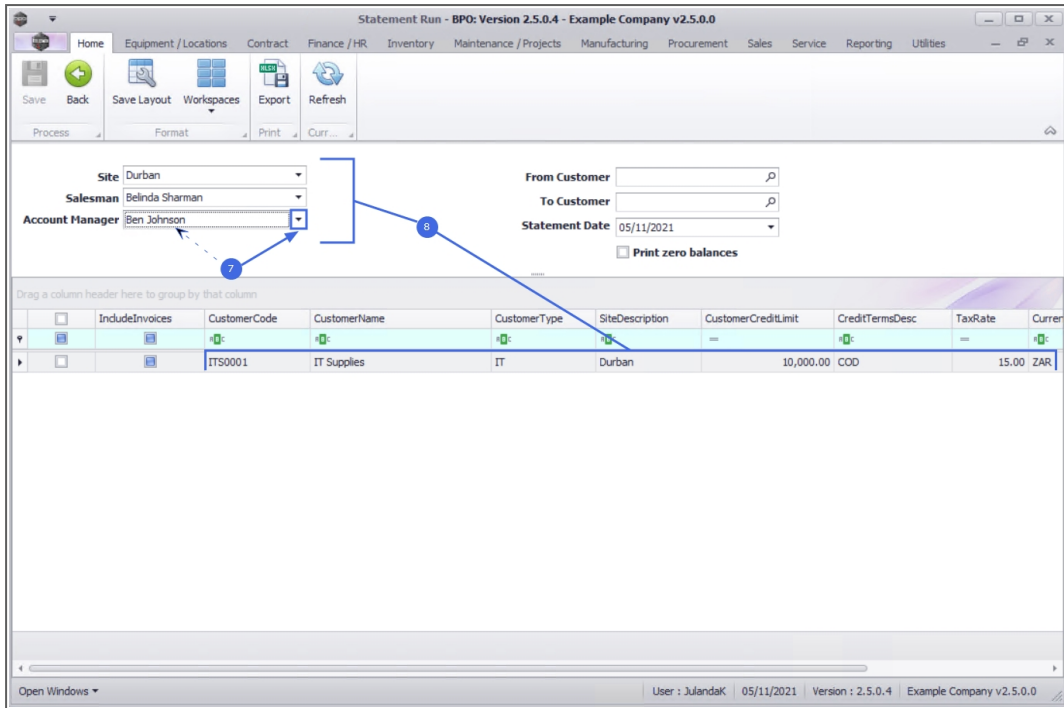 Statement Run - BPO: Version 2.5.0.4 - Example Company v2.5.0.0
Home Equipment / Locations Contract Finance / HR Inventory Maintenance / Projects Manufacturing Procurement Sales Service Reporting Utilities
Save Back Save Layout Workspaces Export Refresh
Process Format Print Curr...
Site Durban
Salesman Belinda Sharman
Account Manager Ben Johnson
From Customer
To Customer
Statement Date 05/11/2021
Print zero balances
7
8
Drag a column header here to group by that column
IncludeInvoices CustomerCode CustomerName CustomerType SiteDescription CustomerCreditLimit CreditTermsDesc TaxRate Curren
ITS0001 IT Supplies IT Durban 10,000.00 COD 15.00 ZAR
Open Windows User : JulandaK 05/11/2021 Version : 2.5.0.4 Example Company v2.5.0.0